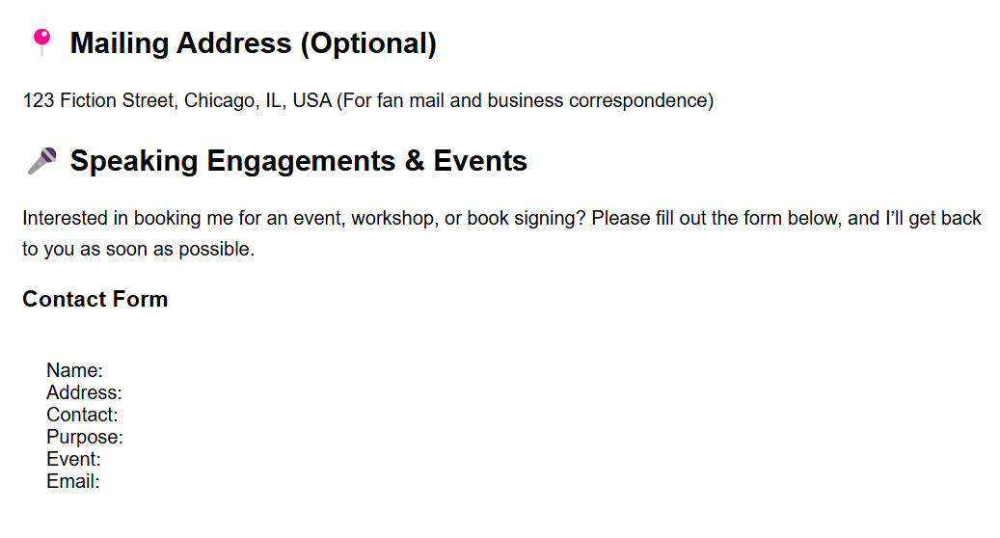 Mailing Address (Optional)
123 Fiction Street, Chicago, IL, USA (For fan mail and business correspondence)
Speaking Engagements & Events
Interested in booking me for an event, workshop, or book signing? Please fill out the form below, and I’ll get back
to you as soon as possible.
Contact Form
Name:
Address:
Contact:
Purpose:
Event:
Email: